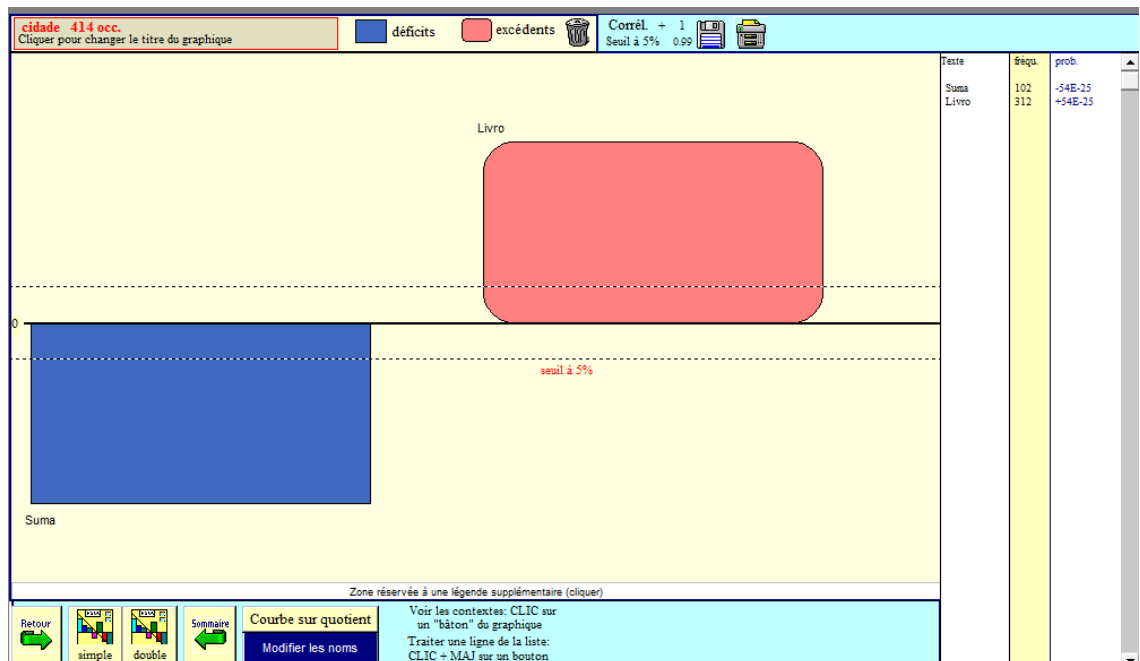 cidade 414 occ.
Cliquer pour changer le titre du graphique
déficits
excédents
Corrél. + 1
Seuil à 5% 0.99
Texte fréqu. prob.
Suma 102 -54E-25
Livro 312 +54E-25
Livro
0
seuil à 5%
Suma
Zone réservée à une légende supplémentaire (cliquer)
Retour
simple
double
Sommaire
Courbe sur quotient
Modifier les noms
Voir les contextes: CLIC sur
un "bâton" du graphique
Traiter une ligne de la liste:
CLIC + MAJ sur un bouton